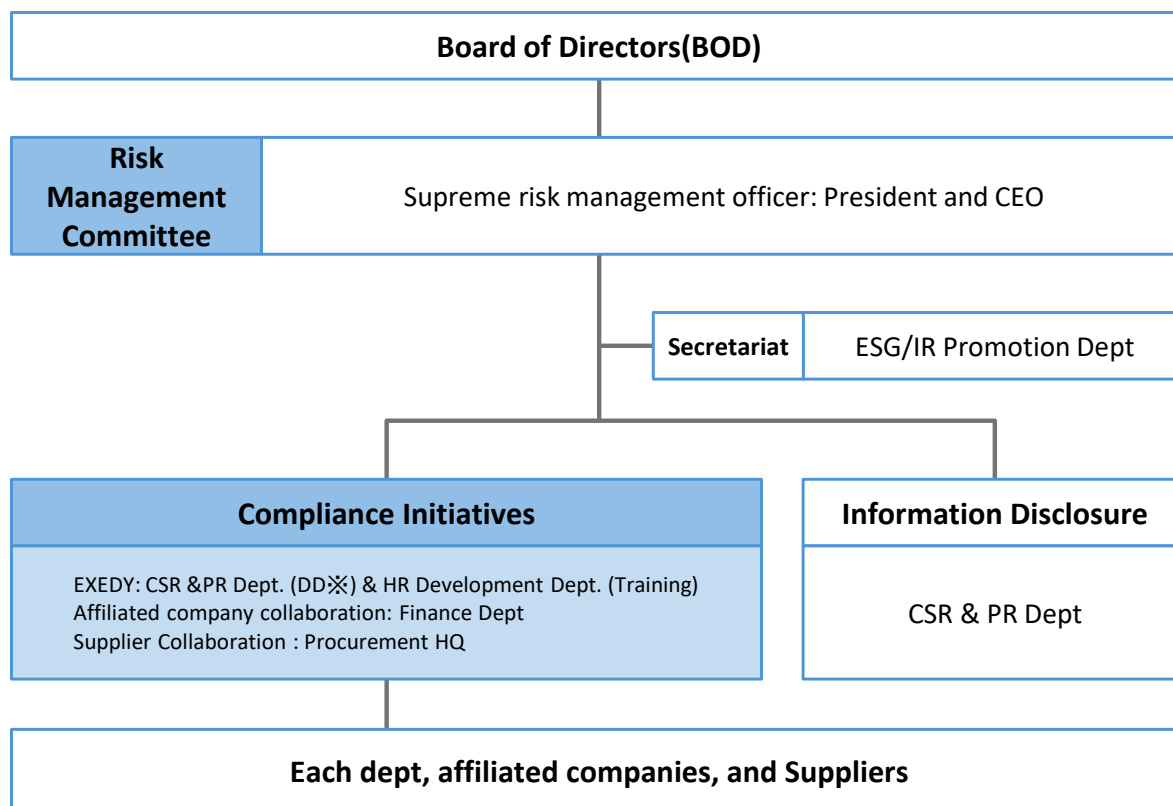 Board of Directors(BOD)
Risk
Management
Committee
Supreme risk management officer: President and CEO
Secretariat
ESG/IR Promotion Dept
Compliance Initiatives
EXEDY: CSR &PR Dept. (DD※) & HR Development Dept. (Training)
Affiliated company collaboration: Finance Dept
Supplier Collaboration : Procurement HQ
Information Disclosure
CSR & PR Dept
Each dept, affiliated companies, and Suppliers